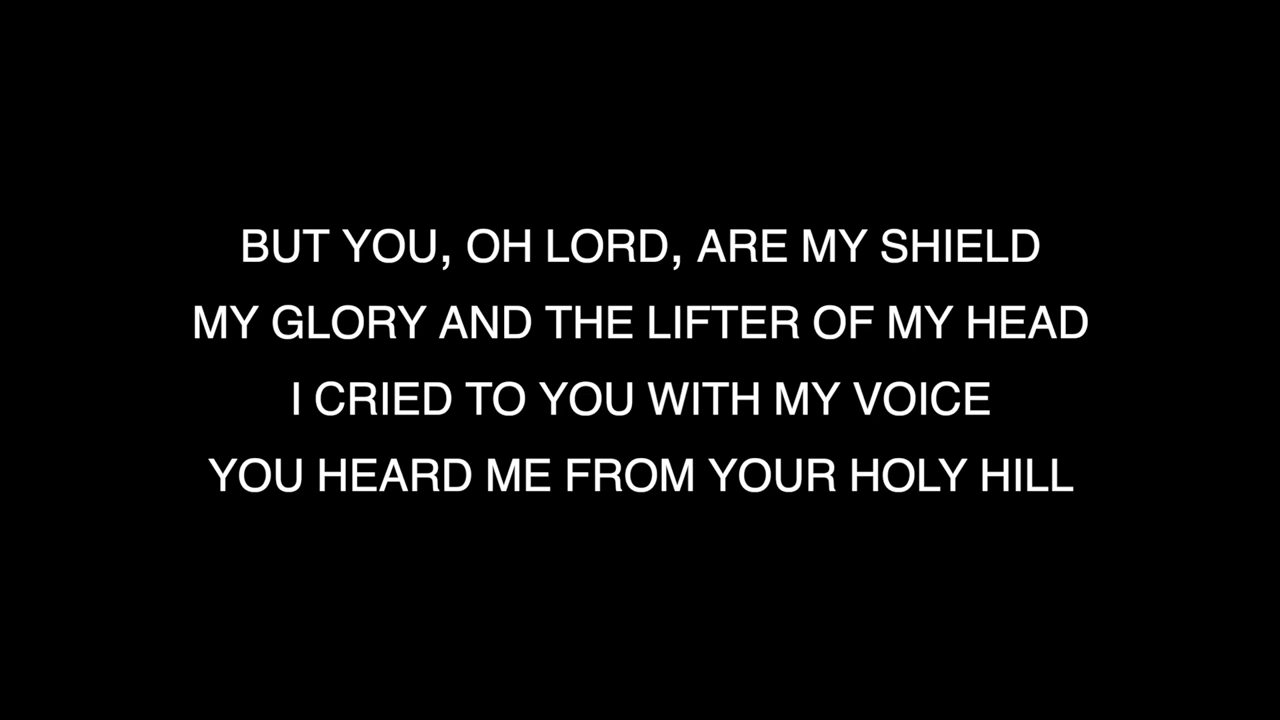 BUT YOU, OH LORD, ARE MY SHIELD
MY GLORY AND THE LIFTER OF MY HEAD
I CRIED TO YOU WITH MY VOICE
YOU HEARD ME FROM YOUR HOLY HILL